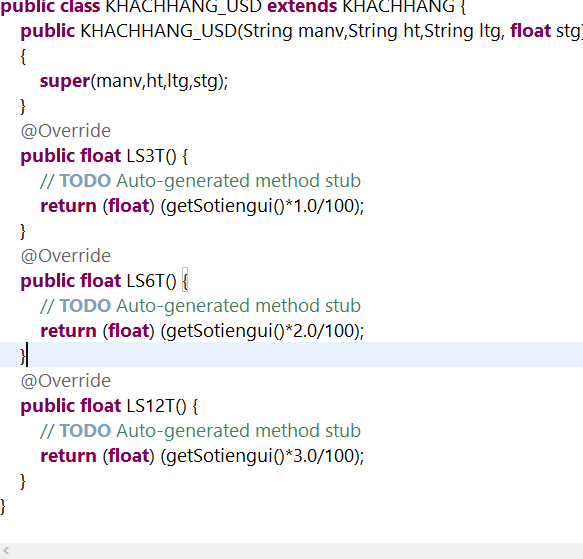 public class KHACHHANG_USD extends KHACHHANG {
public KHACHHANG_USD(String manv,String ht,String ltg, float stg)
{
super(manv,ht,ltg,stg);
}
@Override
public float LS3T() {
// TODO Auto-generated method stub
return (float) (getSotiengui()*1.0/100);
}
@Override
public float LS6T() {
// TODO Auto-generated method stub
return (float) (getSotiengui()*2.0/100);
}
@Override
public float LS12T() {
// TODO Auto-generated method stub
return (float) (getSotiengui()*3.0/100);
}
}